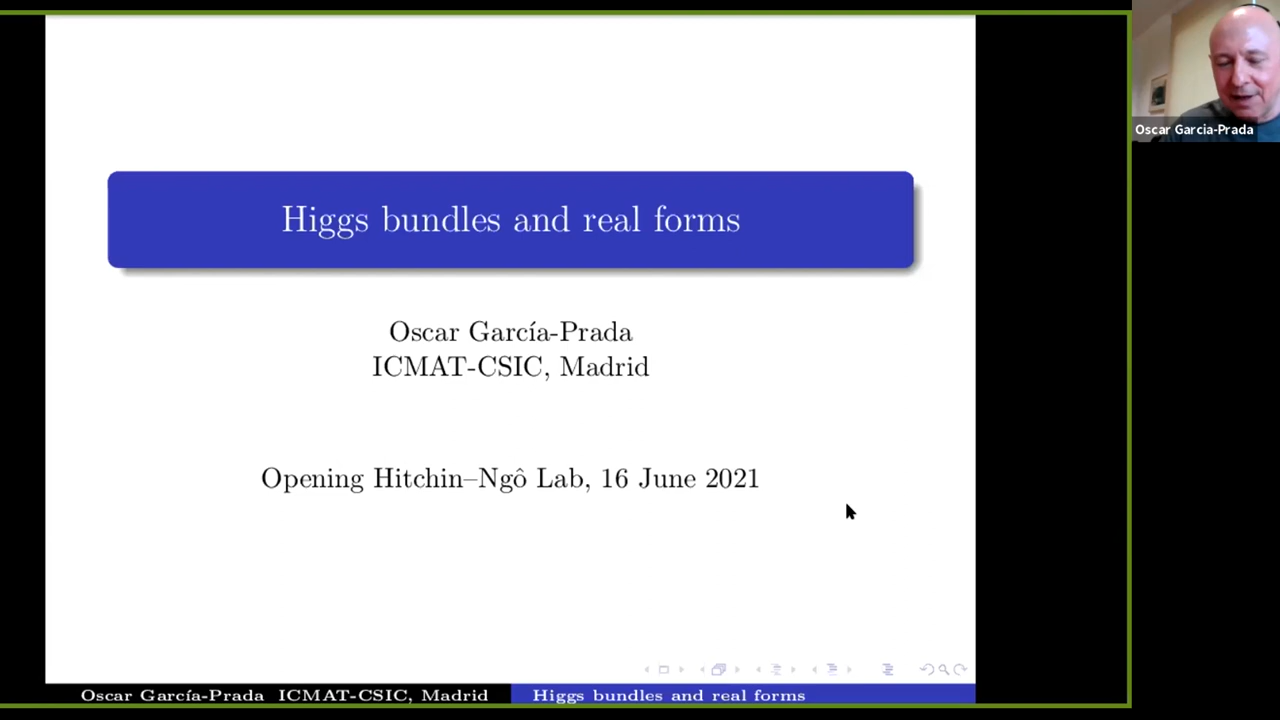 Higgs bundles and real forms
Oscar García-Prada
ICMAT-CSIC, Madrid
Opening Hitchin–Ngô Lab, 16 June 2021
Oscar García-Prada ICMAT-CSIC, Madrid
Higgs bundles and real forms
Oscar Garcia-Prada